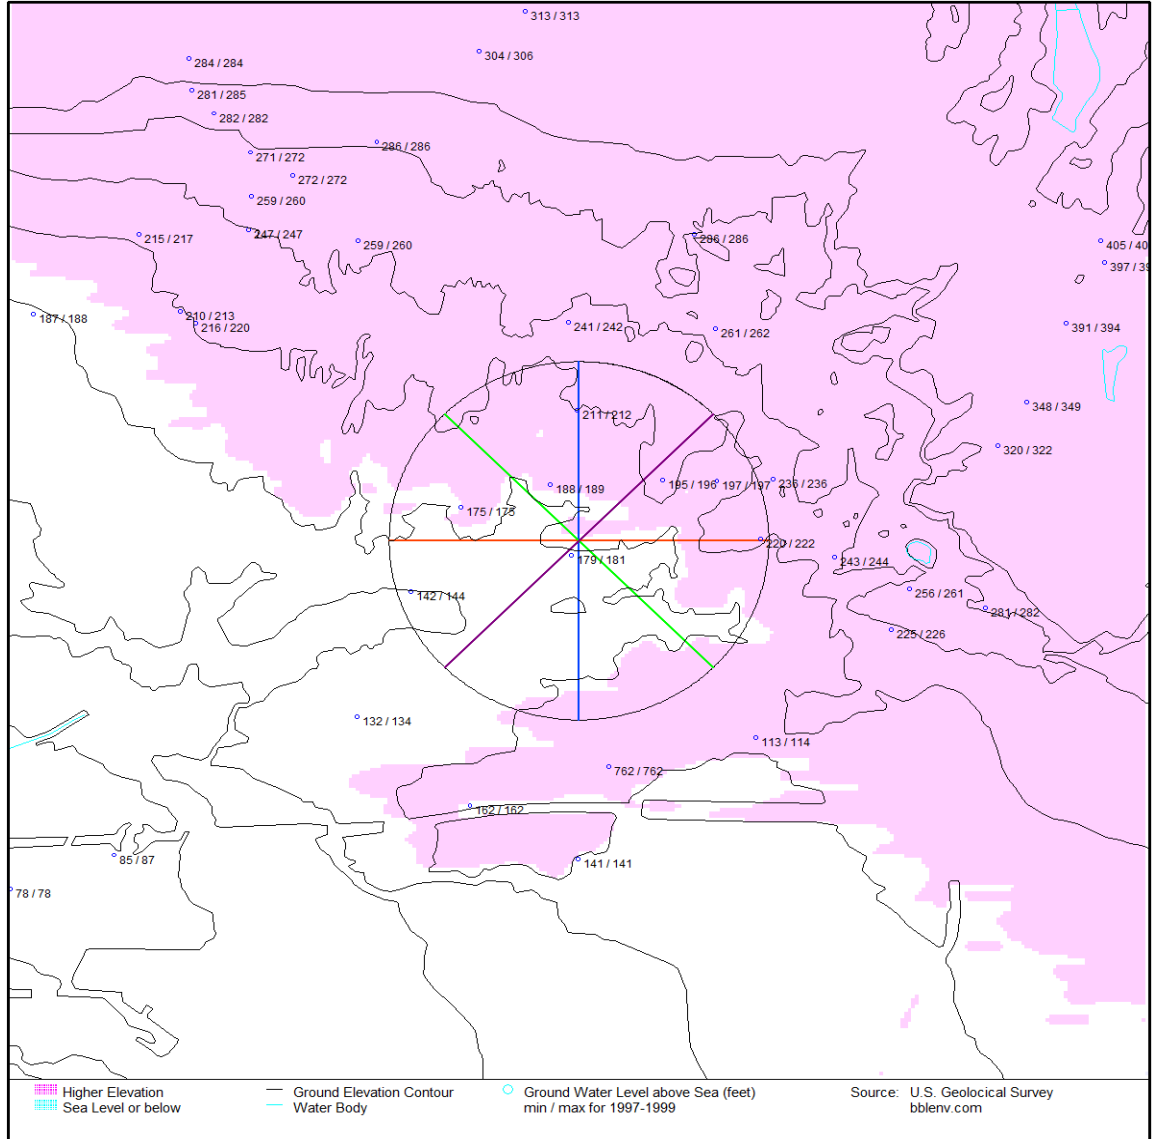 313 / 313
304 / 306
284 / 284
281 / 285
282 / 282
286 / 286
271 / 272
272 / 272
259 / 260
247 / 247
215 / 217
259 / 260
286 / 286
405 / 40
397 / 39
187 / 188
210 / 213
216 / 220
241 / 242
261 / 262
391 / 394
348 / 349
211 / 212
320 / 322
188 / 189
195 / 196
197 / 197
236 / 236
175 / 175
220 / 222
179 / 181
243 / 244
142 / 144
256 / 261
281 / 282
225 / 226
132 / 134
113 / 114
762 / 762
162 / 162
85 / 87
141 / 141
78 / 78
Higher Elevation
Sea Level or below
Ground Elevation Contour
Water Body
Ground Water Level above Sea (feet)
min / max for 1997-1999
Source: U.S. Geolocical Survey
bblenv.com